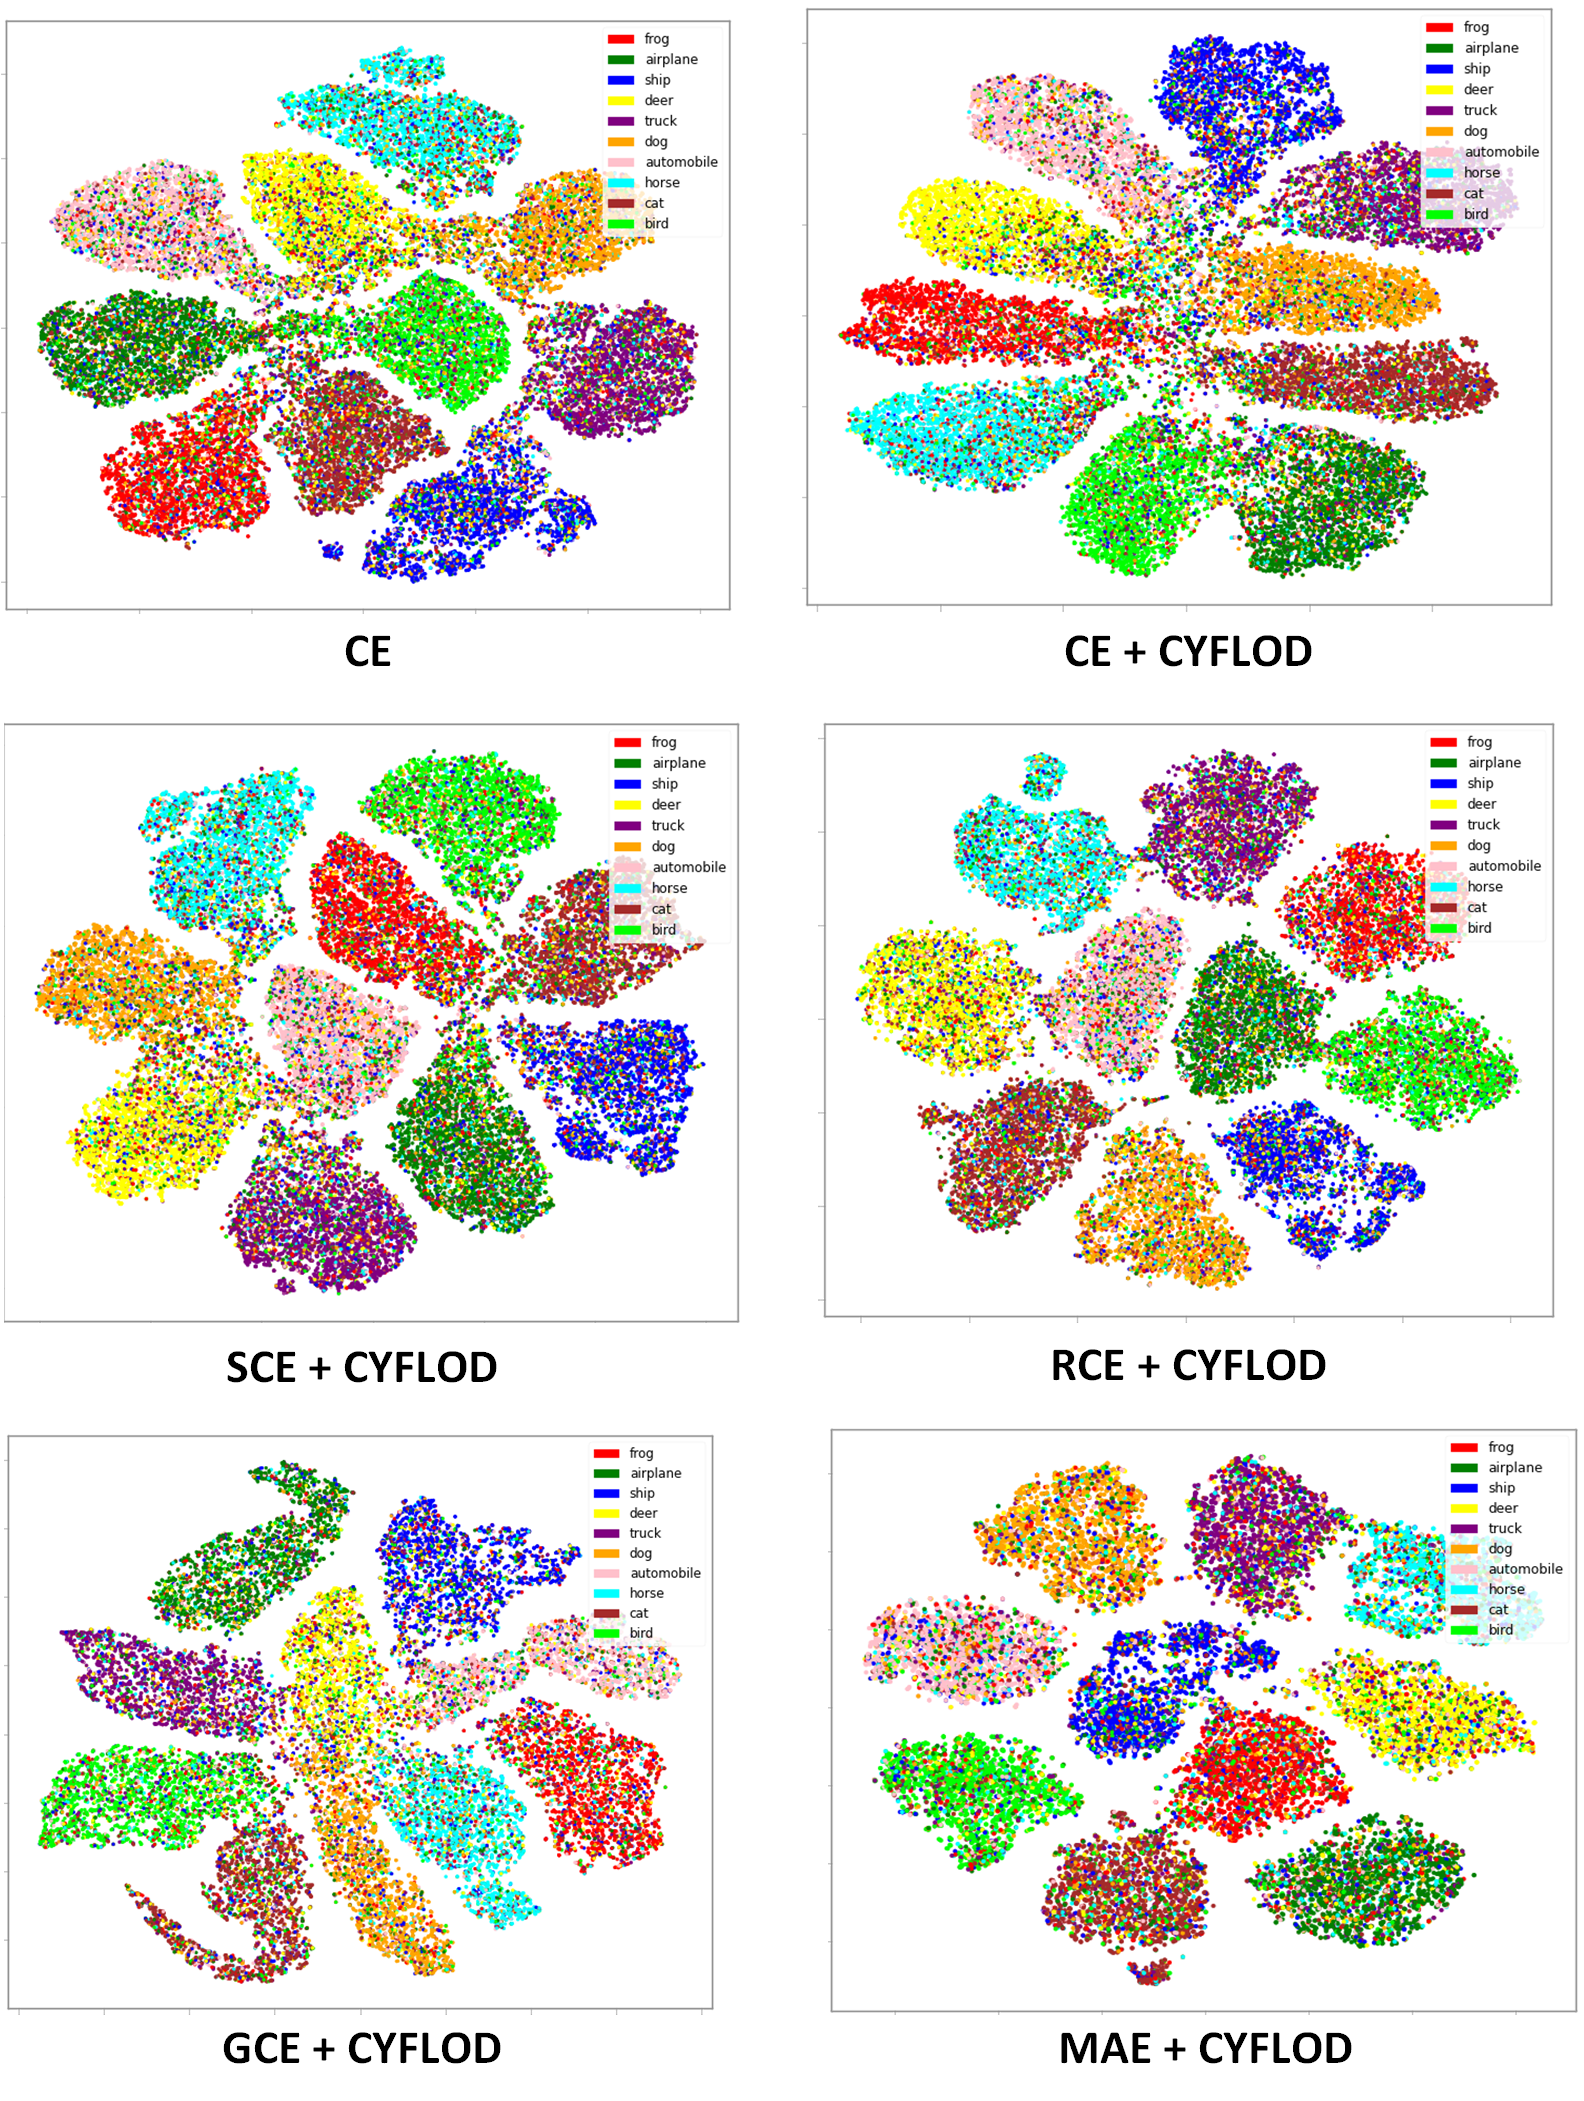 frog
airplane
ship
deer
truck
dog
automobile
horse
cat
bird
CE
frog
airplane
ship
deer
truck
dog
automobile
horse
cat
bird
CE + CYFLOD
frog
airplane
ship
deer
truck
dog
automobile
horse
cat
bird
SCE + CYFLOD
frog
airplane
ship
deer
truck
dog
automobile
horse
cat
bird
RCE + CYFLOD
frog
airplane
ship
deer
truck
dog
automobile
horse
cat
bird
GCE + CYFLOD
frog
airplane
ship
deer
truck
dog
automobile
horse
cat
bird
MAE + CYFLOD